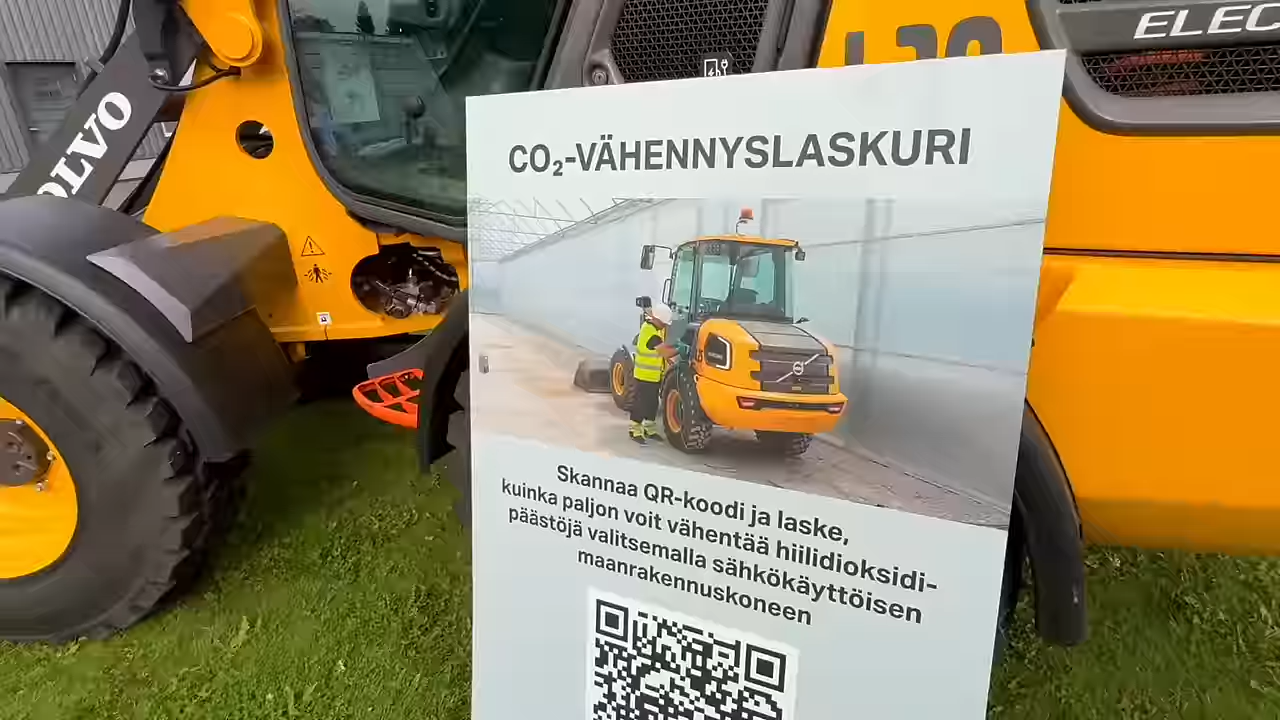 ELEC
VOLVO
CO₂-VÄHENNYSLASKURI
Skannaa QR-koodi ja laske,
kuinka paljon voit vähentää hiilidioksidi-
päästöjä valitsemalla sähkökäyttöisen
maanrakennuskoneen